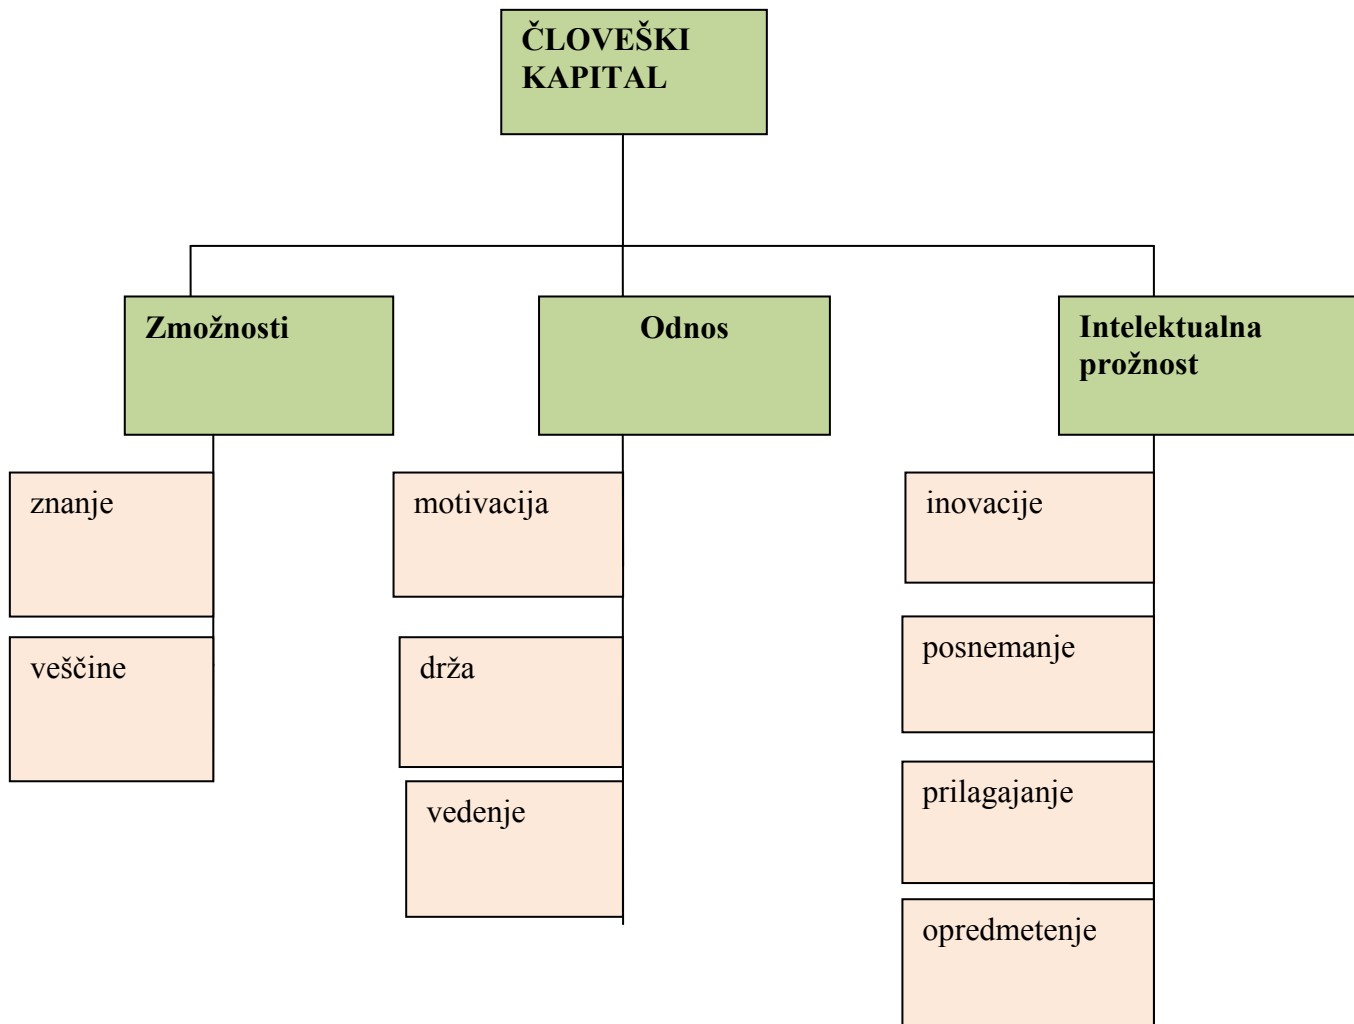 ČLOVEŠKI
KAPITAL
Zmožnosti
Odnos
Intelektualna
prožnost
znanje
motivacija
inovacije
veščine
drža
posnemanje
vedenje
prilagajanje
opredmetenje